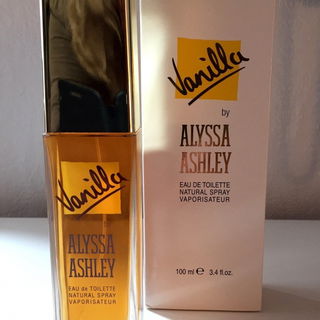 Vanilla
by
ALYSSA
ASHLEY
EAU de TOILETTE
NATURAL SPRAY
VAPORISATEUR
Vanilla
by
ALYSSA
ASHLEY
EAU DE TOILETTE
NATURAL SPRAY
VAPORISATEUR
100 ml ℮ 3.4 fl.oz.